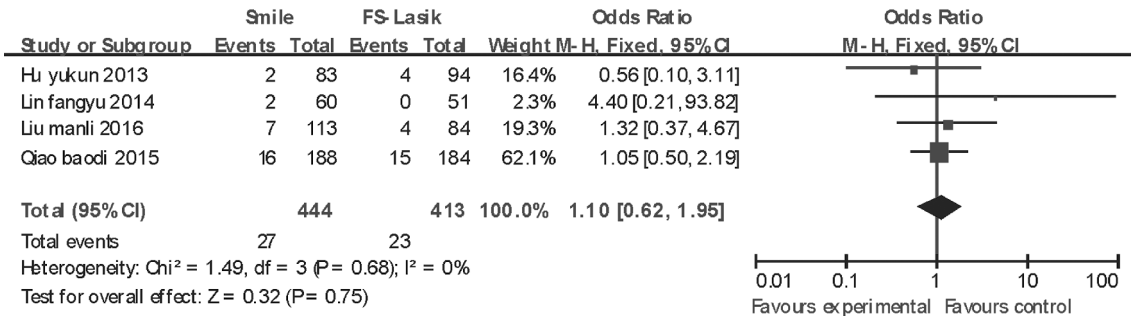 Smile FS-Lasik Odds Ratio Odds Ratio
Study or Subgroup Events Total Events Total Weight M-H, Fixed, 95% CI M-H, Fixed, 95% CI
Hu yukun 2013 2 83 4 94 16.4% 0.56 [0.10, 3.11]
Lin fangyu 2014 2 60 0 51 2.3% 4.40 [0.21, 93.82]
Liu manli 2016 7 113 4 84 19.3% 1.32 [0.37, 4.67]
Qiao baodi 2015 16 188 15 184 62.1% 1.05 [0.50, 2.19]
Total (95% CI) 444 413 100.0% 1.10 [0.62, 1.95]
Total events 27 23
Heterogeneity: Chi² = 1.49, df = 3 (P = 0.68); I² = 0%
Test for overall effect: Z = 0.32 (P = 0.75)
0.01 0.1 1 10 100
Favours experimental Favours control